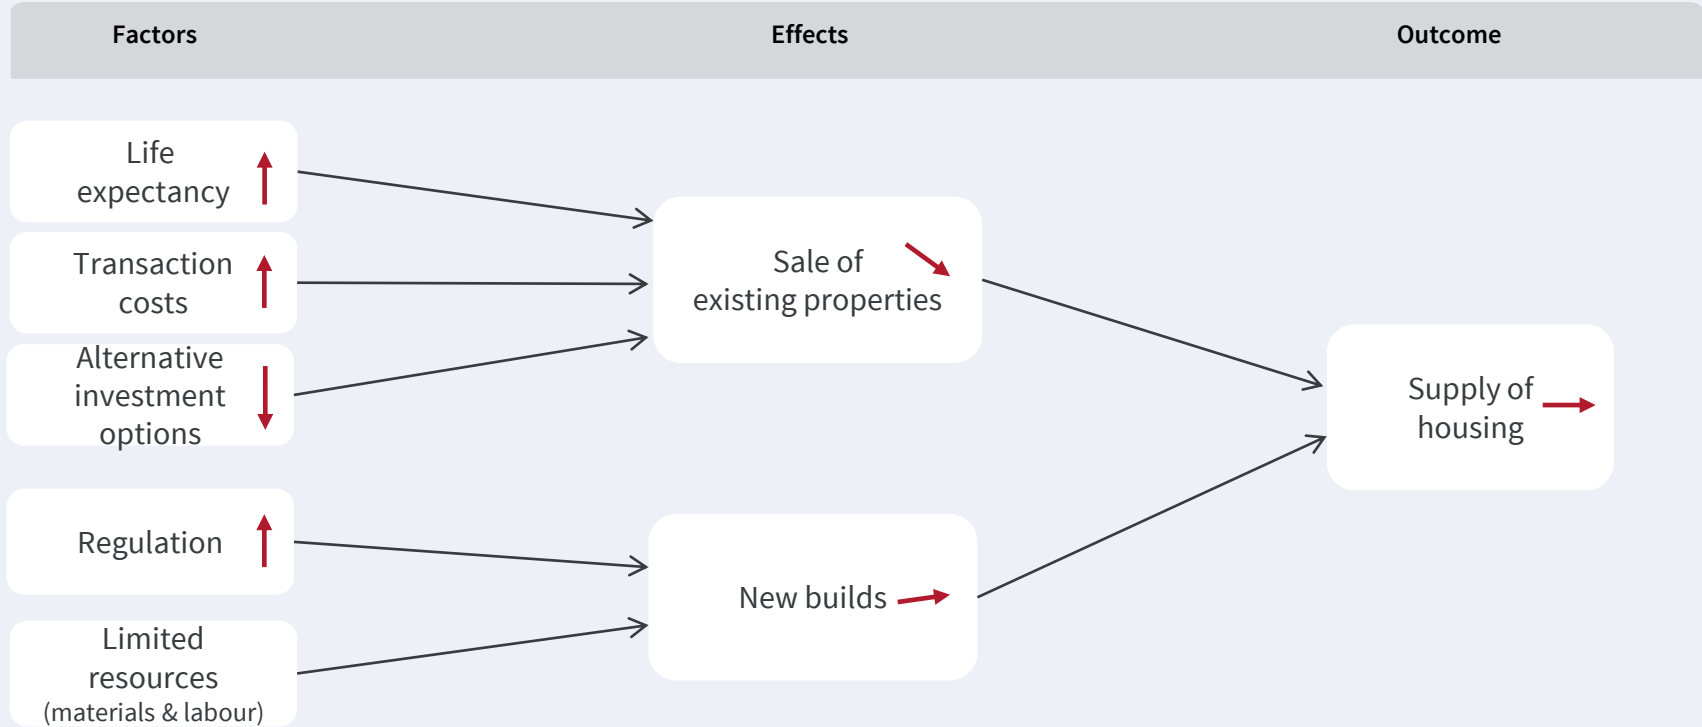 Factors
Effects
Outcome
Life
expectancy
Transaction
costs
Alternative
investment
options
Regulation
Limited
resources
(materials & labour)
Sale of
existing properties
New builds
Supply of
housing